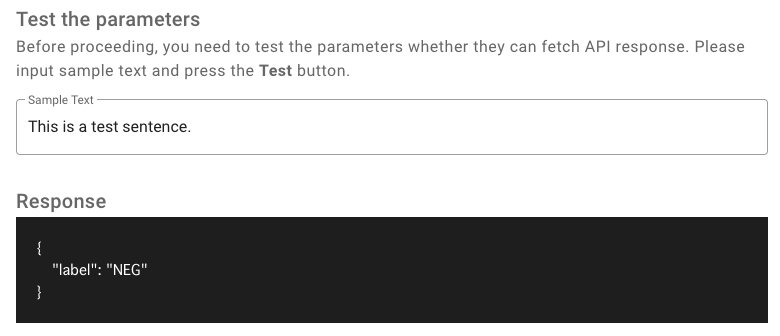 Test the parameters
Before proceeding, you need to test the parameters whether they can fetch API response. Please
input sample text and press the Test button.
Sample Text
This is a test sentence.
Response
{
"label": "NEG"
}